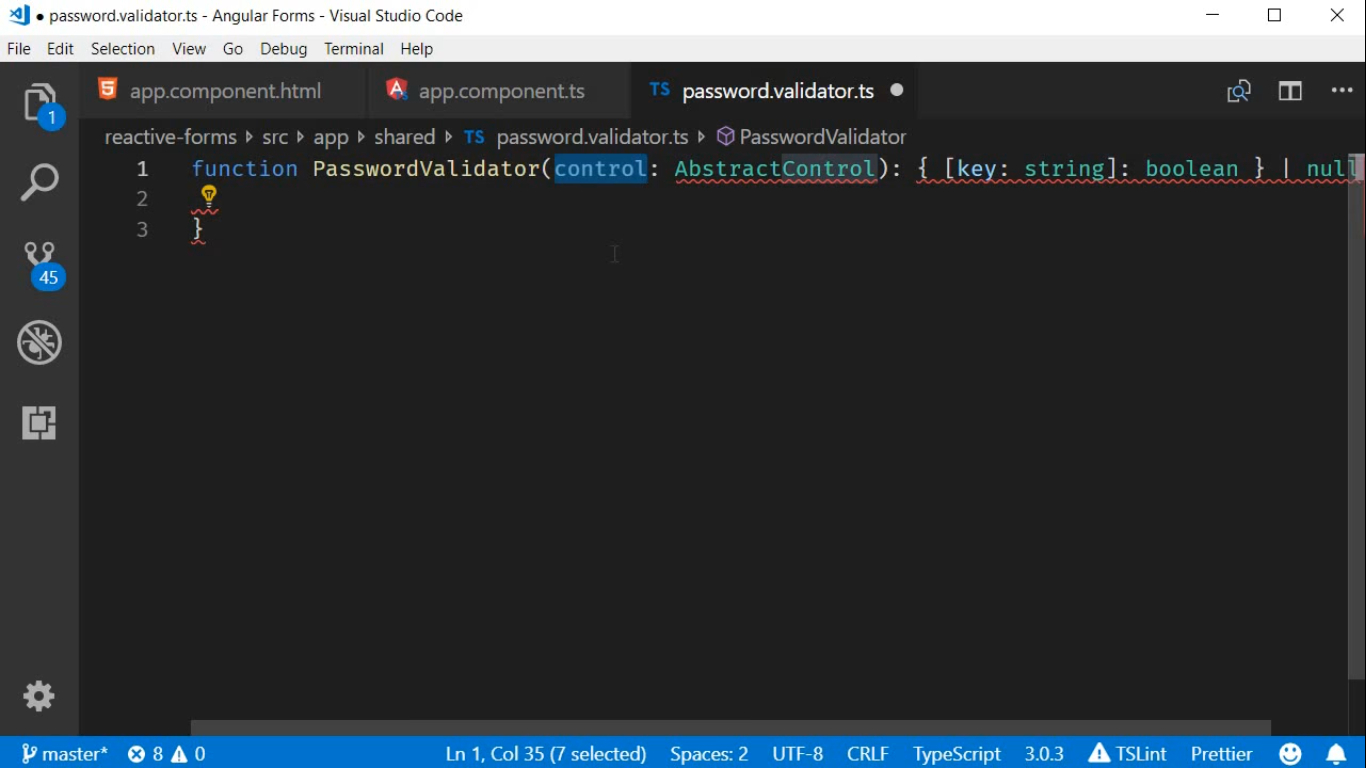 ● password.validator.ts - Angular Forms - Visual Studio Code
File Edit Selection View Go Debug Terminal Help
app.component.html app.component.ts TS password.validator.ts
1
reactive-forms src app shared TS password.validator.ts PasswordValidator
1 function PasswordValidator(control: AbstractControl): { [key: string]: boolean } | null
2
3 }
45
master* 8 0 Ln 1, Col 35 (7 selected) Spaces: 2 UTF-8 CRLF TypeScript 3.0.3 TSLint Prettier